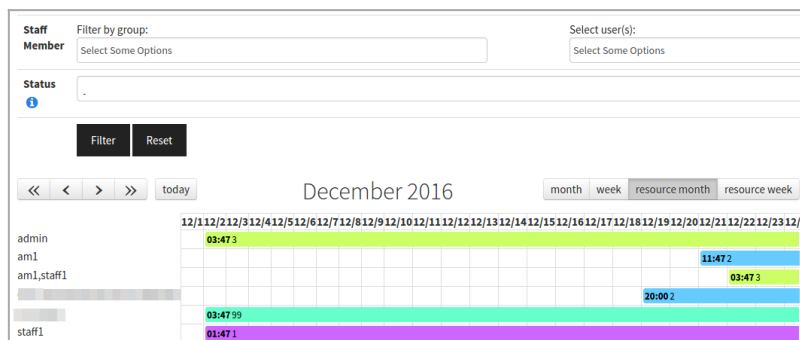 Staff Member
Filter by group:
Select user(s):
Select Some Options
Select Some Options
Status
.
Filter
Reset
today
December 2016
month
week
resource month
resource week
12/1 12/2 12/3 12/4 12/5 12/6 12/7 12/8 12/9 12/10 12/11 12/12 12/13 12/14 12/15 12/16 12/17 12/18 12/19 12/20 12/21 12/22 12/23 12/
admin
03:47 3
am1
11:47 2
am1,staff1
03:47 3
20:00 2
03:47 99
staff1
01:47 1